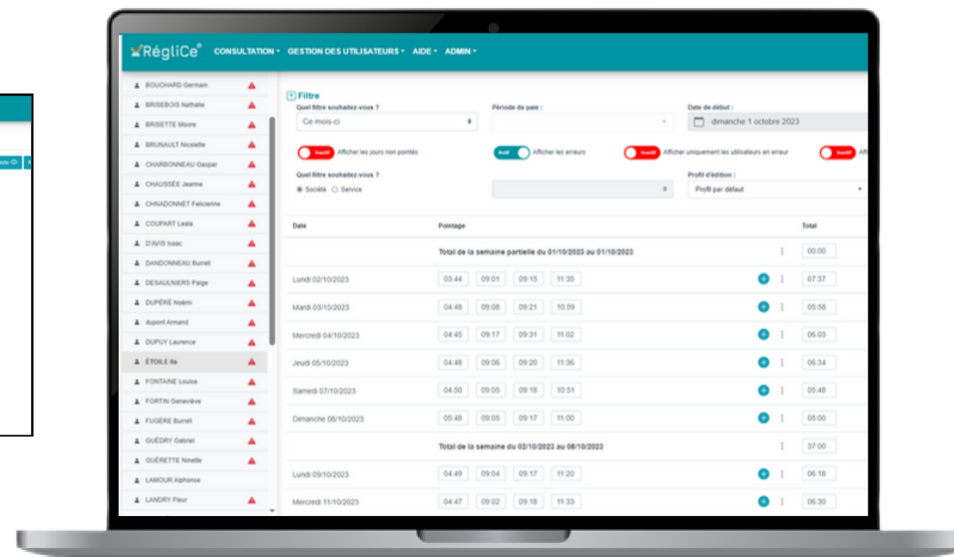 RégliCe®
CONSULTATION
GESTION DES UTILISATEURS
AIDE
ADMIN
BOUCHARD Germain
BRISEBOIS Nathalie
BRISETTE Moore
BRUNAULT Nicolette
CHARBONNEAU Gaspar
CHAUSSÉE Jeanne
CHNADONNET Felicienne
COUPART Leala
D'AVIS Isaac
DANDONNEAU Burnell
DESAULNIERS Paige
DUPÉRÉ Noémi
dupont Armand
DUPUY Laurence
ÉTOILE Ila
FONTAINE Louise
FORTIN Geneviève
FUGÈRE Burnell
GUÉDRY Gabriel
GUÉRETTE Ninette
LAMOUR Alphonse
LANDRY Fleur
Filtre
Quel filtre souhaitez vous ?
Période de paie :
Date de début :
Ce mois-ci
dimanche 1 octobre 2023
Inactif Afficher les jours non pointés
Actif Afficher les erreurs
Inactif Afficher uniquement les utilisateurs en erreur
Inactif
Quel filtre souhaitez vous ?
Profil d'édition :
Société Service
Profil par défaut
Date Pointage Total
Total de la semaine partielle du 01/10/2023 au 01/10/2023 00:00
Lundi 02/10/2023 03:44 09:01 09:15 11:35 07:37
Mardi 03/10/2023 04:48 09:08 09:21 10:59 05:58
Mercredi 04/10/2023 04:45 09:17 09:31 11:02 06:03
Jeudi 05/10/2023 04:48 09:06 09:20 11:36 06:34
Samedi 07/10/2023 04:50 09:05 09:18 10:51 05:48
Dimanche 08/10/2023 05:48 09:05 09:17 11:00 05:00
Total de la semaine du 02/10/2023 au 08/10/2023 37:00
Lundi 09/10/2023 04:49 09:04 09:17 11:20 06:18
Mercredi 11/10/2023 04:47 09:02 09:18 11:33 06:30